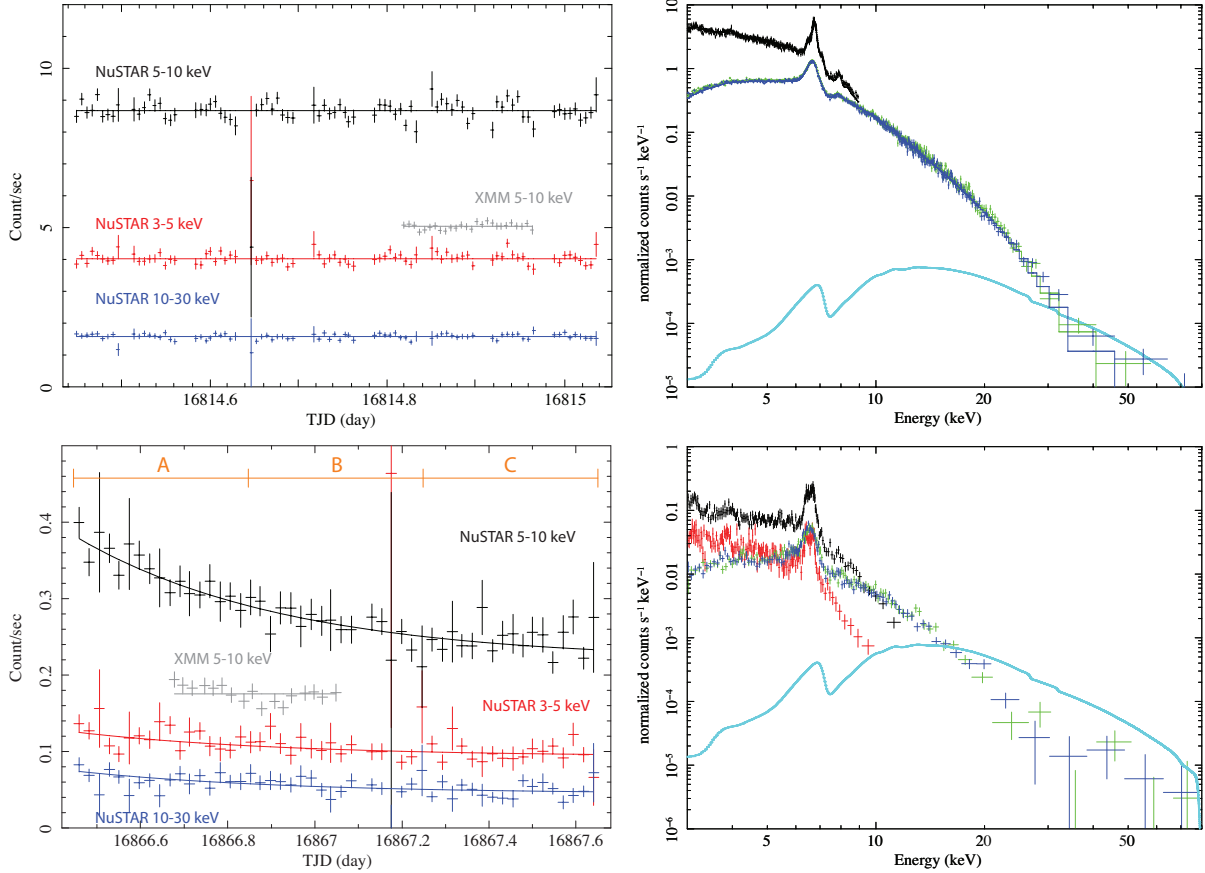 NuSTAR 5-10 keV
XMM 5-10 keV
NuSTAR 3-5 keV
NuSTAR 10-30 keV
Count/sec
0
5
10
16814.6
16814.8
16815
TJD (day)
normalized counts s⁻¹ keV⁻¹
10
1
0.1
0.01
10⁻³
10⁻⁴
10⁻⁵
5
10
20
50
Energy (keV)
A
B
C
NuSTAR 5-10 keV
XMM 5-10 keV
NuSTAR 3-5 keV
NuSTAR 10-30 keV
Count/sec
0
0.1
0.2
0.3
0.4
16866.6
16866.8
16867
16867.2
16867.4
16867.6
TJD (day)
normalized counts s⁻¹ keV⁻¹
1
0.1
0.01
10⁻³
10⁻⁴
10⁻⁵
10⁻⁶
5
10
20
50
Energy (keV)